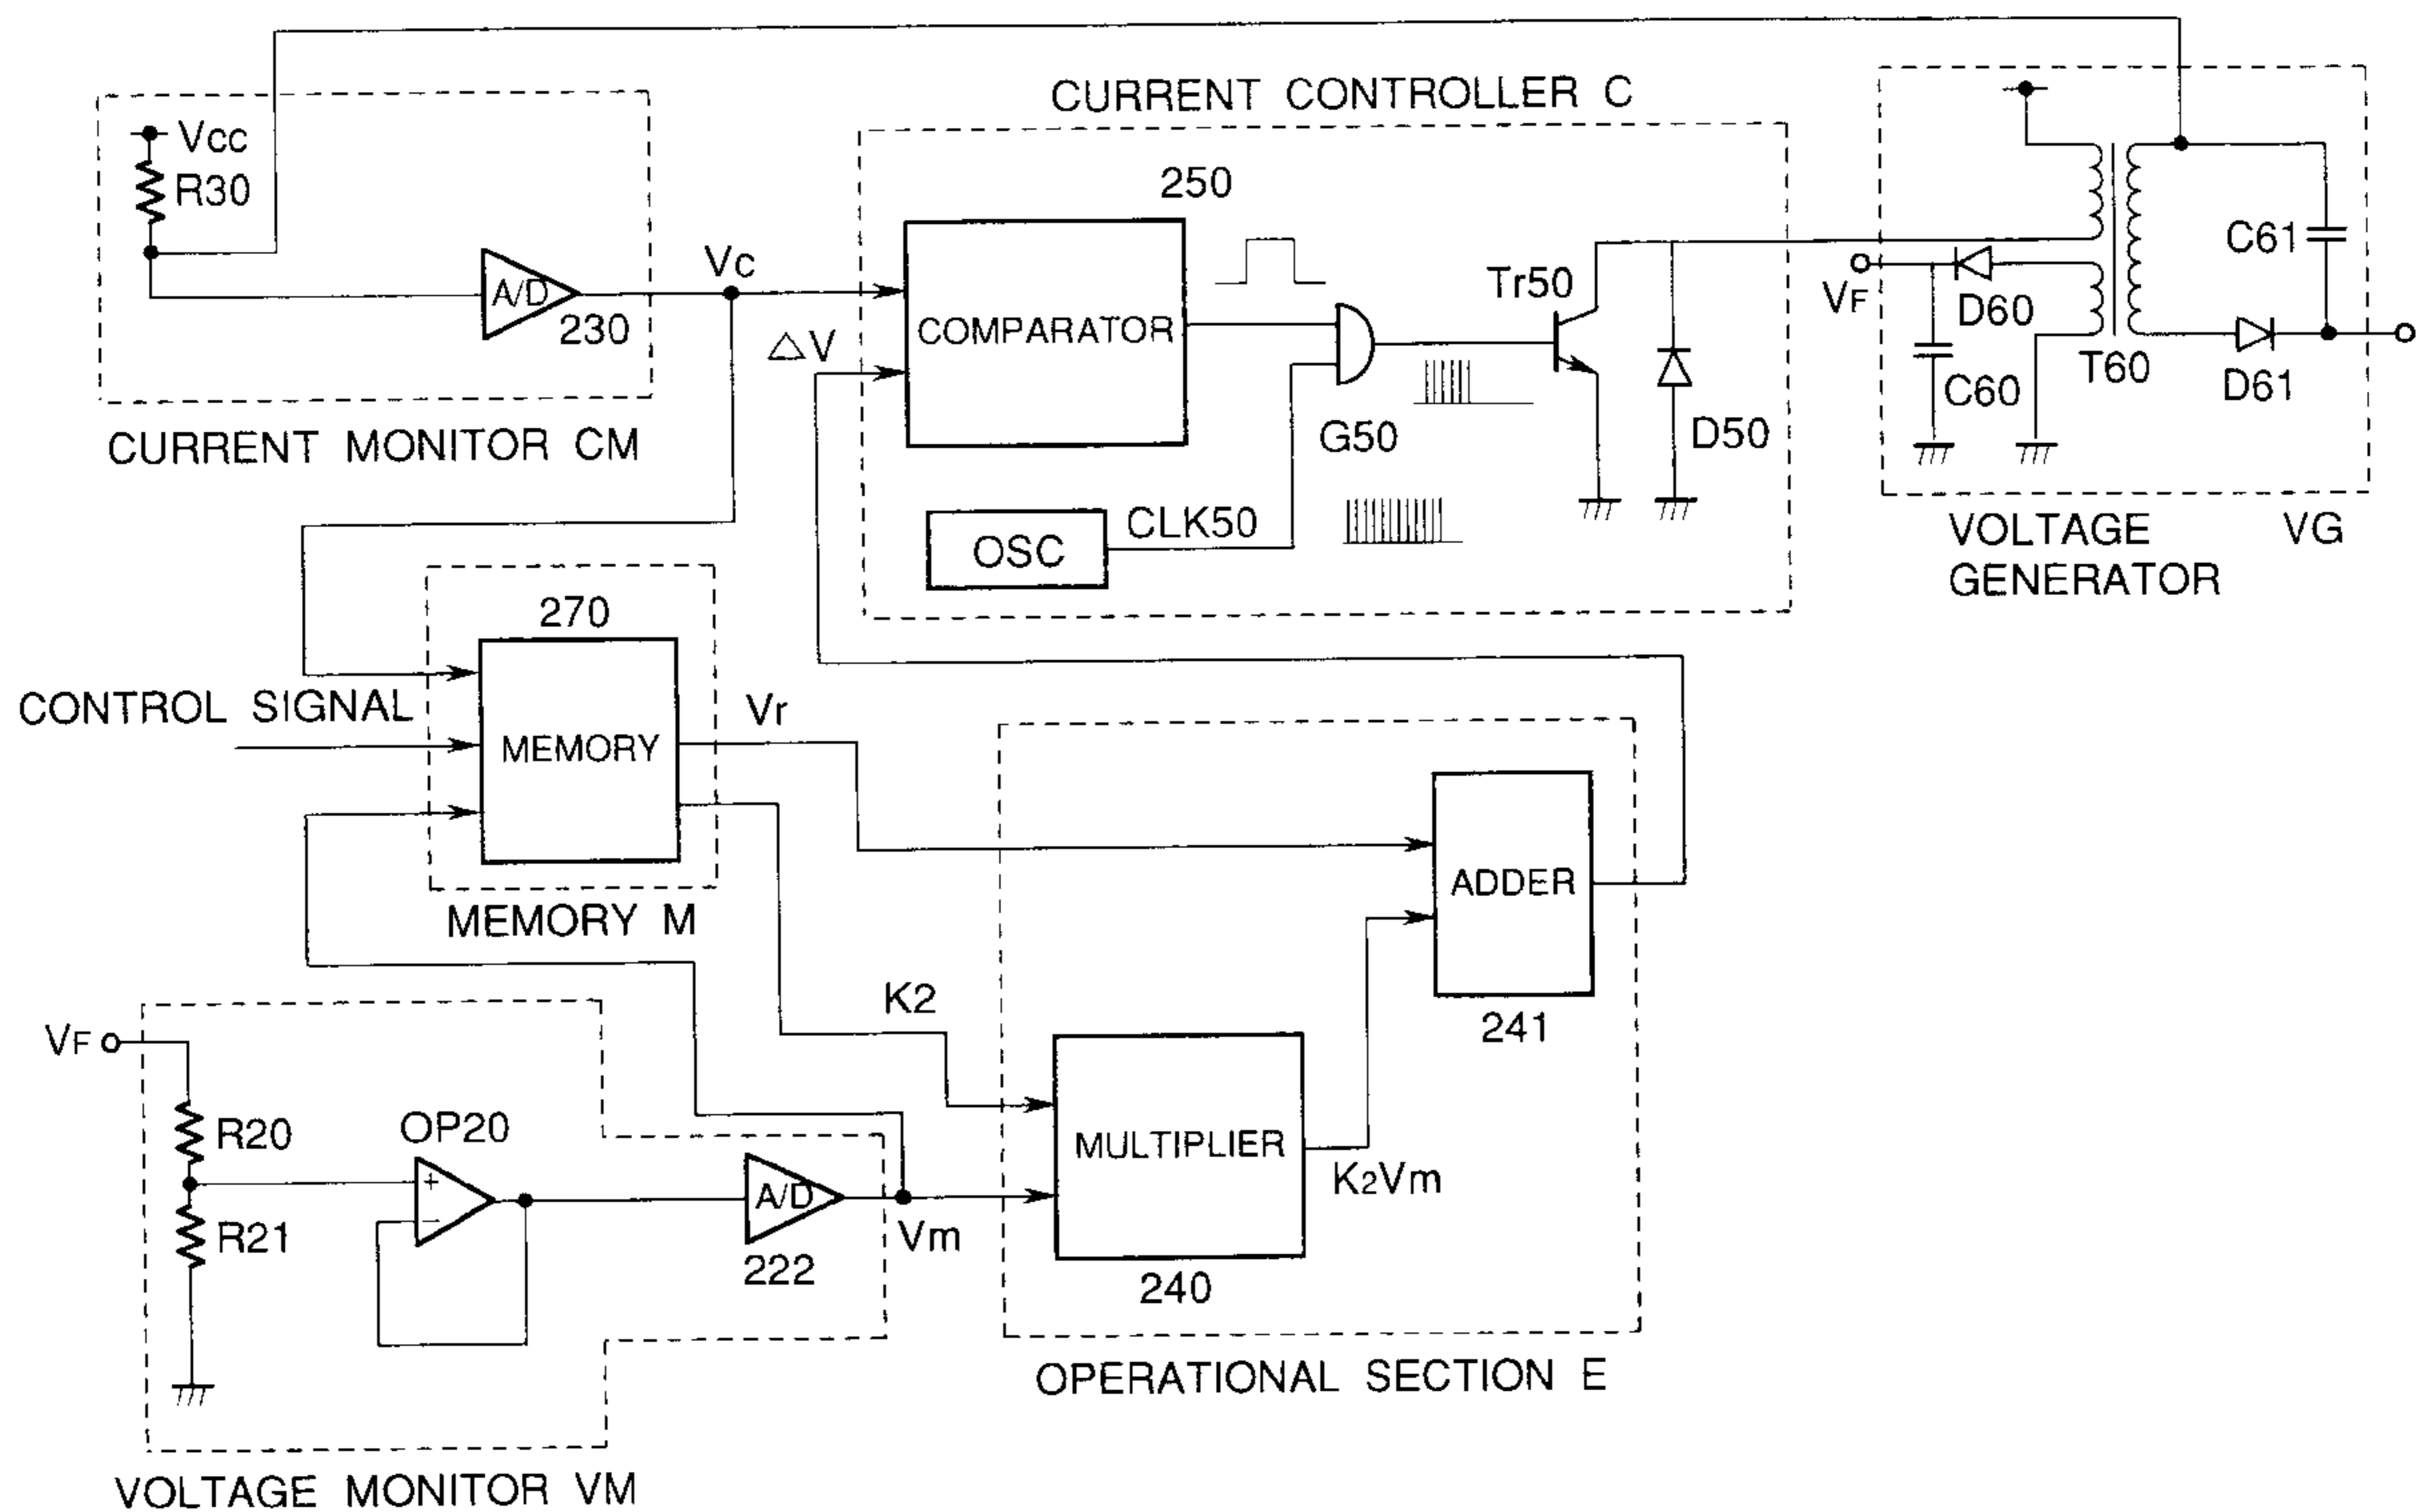 CURRENT CONTROLLER C
Vcc
R30
A/D
230
CURRENT MONITOR CM
Vc
△V
250
COMPARATOR
G50
OSC
CLK50
Tr50
D50
VF
D60
C60
T60
C61
D61
VOLTAGE GENERATOR VG
270
CONTROL SIGNAL
MEMORY
MEMORY M
Vr
K2
ADDER
241
MULTIPLIER
240
K2Vm
OPERATIONAL SECTION E
VF
R20
R21
OP20
+
−
A/D
222
Vm
VOLTAGE MONITOR VM